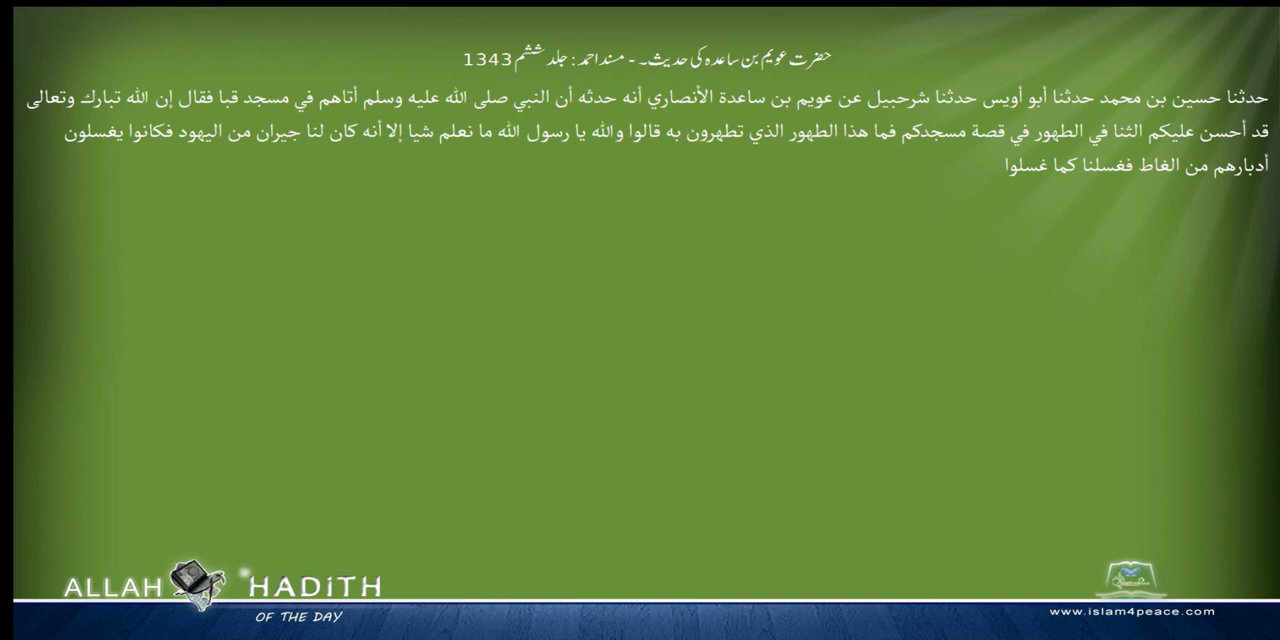 حضرت عویم بن ساعدہ کی حدیث۔ - مسند احمد : جلد ششم 1343
حدثنا حسين بن محمد حدثنا أبو أويس حدثنا شرحبيل عن عويم بن ساعدة الأنصاري أنه حدثه أن النبي صلى الله عليه وسلم أتاهم في مسجد قبا فقال إن الله تبارك وتعالى
قد أحسن عليكم الثنا في الطهور في قصة مسجدكم فما هذا الطهور الذي تطهرون به قالوا والله يا رسول الله ما نعلم شيا إلا أنه كان لنا جيران من اليهود فكانوا يغسلون
أدبارهم من الغاط فغسلنا كما غسلوا
ALLAH HADITH
OF THE DAY
www.islam4peace.com